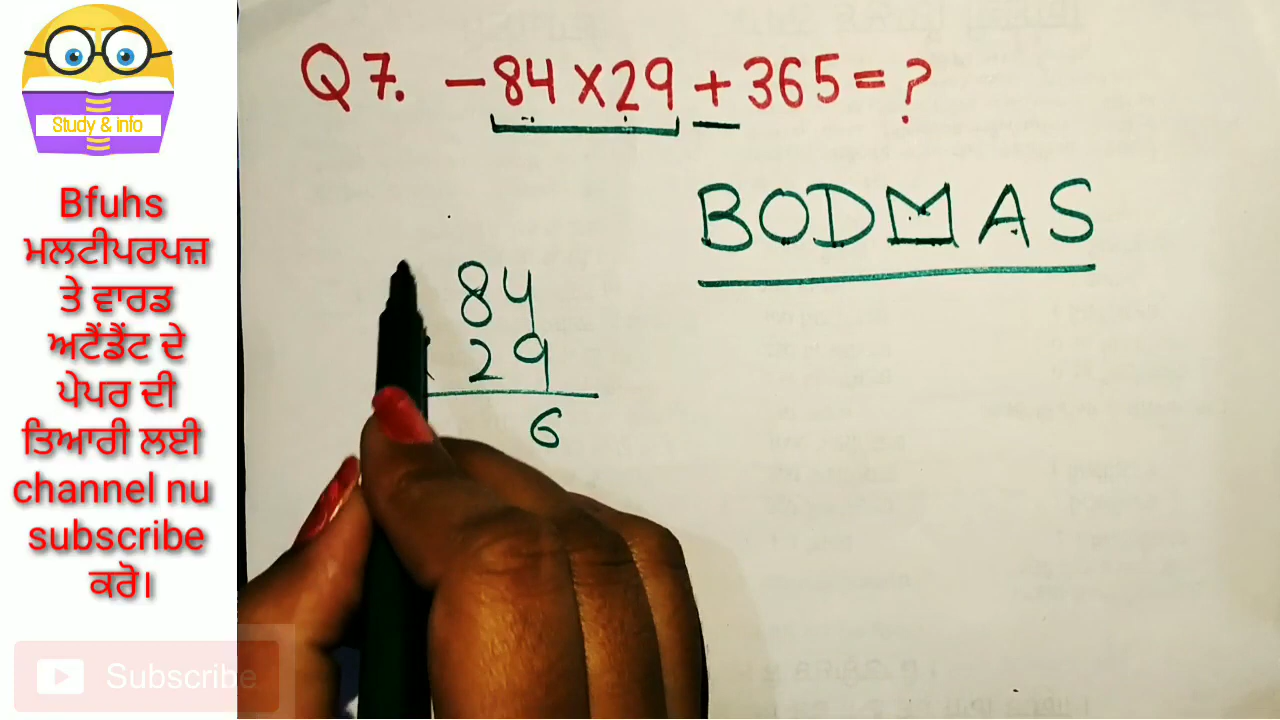 Study & info
Bfuhs
ਮਲਟੀਪਰਪਜ਼
ਤੇ ਵਾਰਡ
ਅਟੈਂਡੈਂਟ ਦੇ
ਪੇਪਰ ਦੀ
ਤਿਆਰੀ ਲਈ
channel nu
subscribe
ਕਰੋ।
Subscribe
Q 7. -84 x 29 + 365 = ?
BODMAS
84
29
6